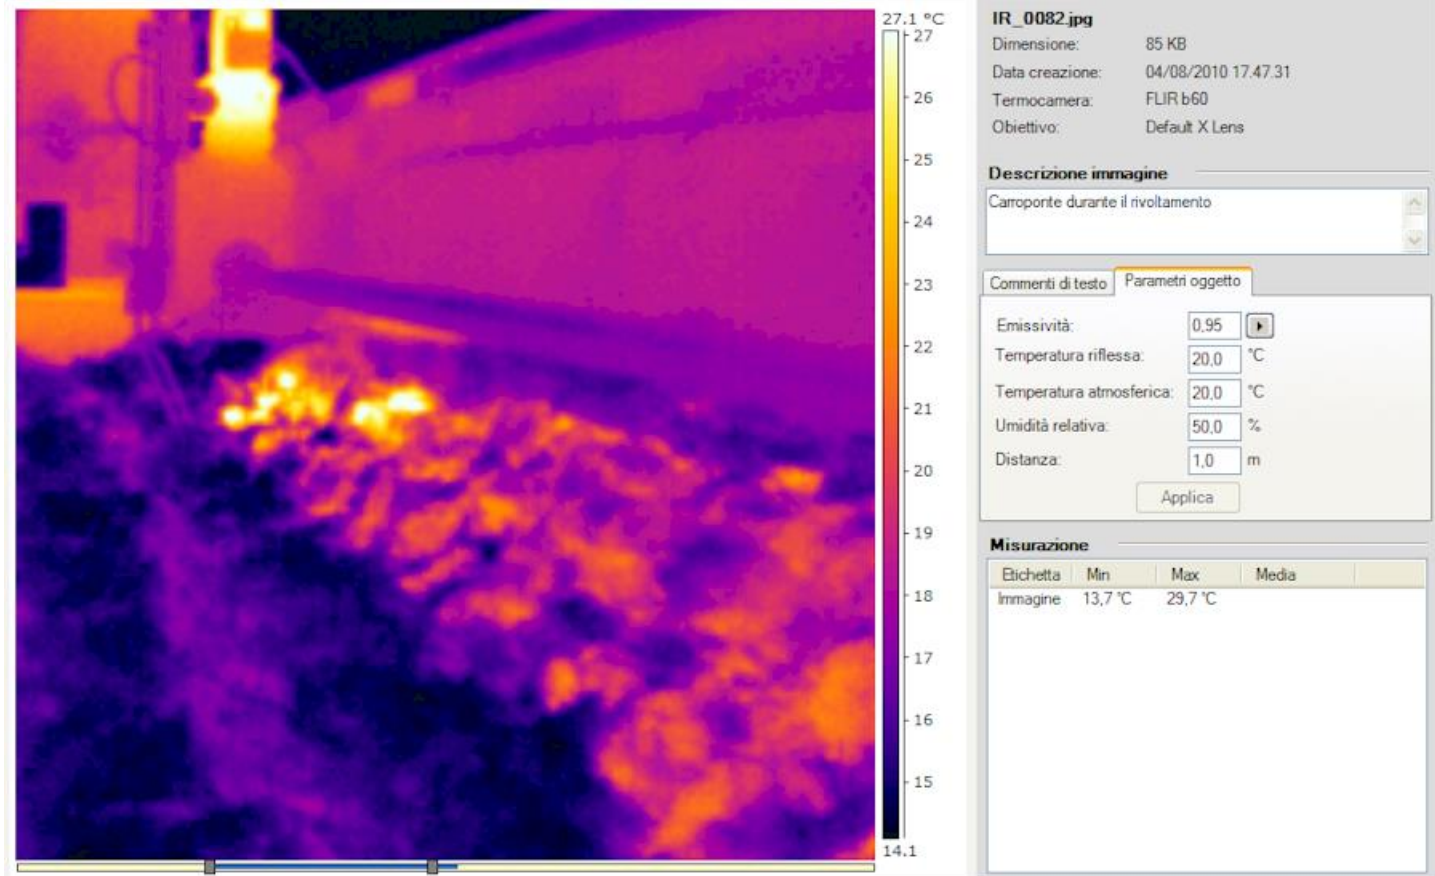 27.1 °C
27
26
25
24
23
22
21
20
19
18
17
16
15
14.1
IR_0082.jpg
Dimensione: 85 KB
Data creazione: 04/08/2010 17.47.31
Termocamera: FLIR b60
Obiettivo: Default X Lens
Descrizione immagine
Carroponte durante il rivoltamento
Commenti di testo Parametri oggetto
Emissività: 0,95
Temperatura riflessa: 20,0 °C
Temperatura atmosferica: 20,0 °C
Umidità relativa: 50,0 %
Distanza: 1,0 m
Applica
Misurazione
Etichetta Min Max Media
Immagine 13,7 °C 29,7 °C